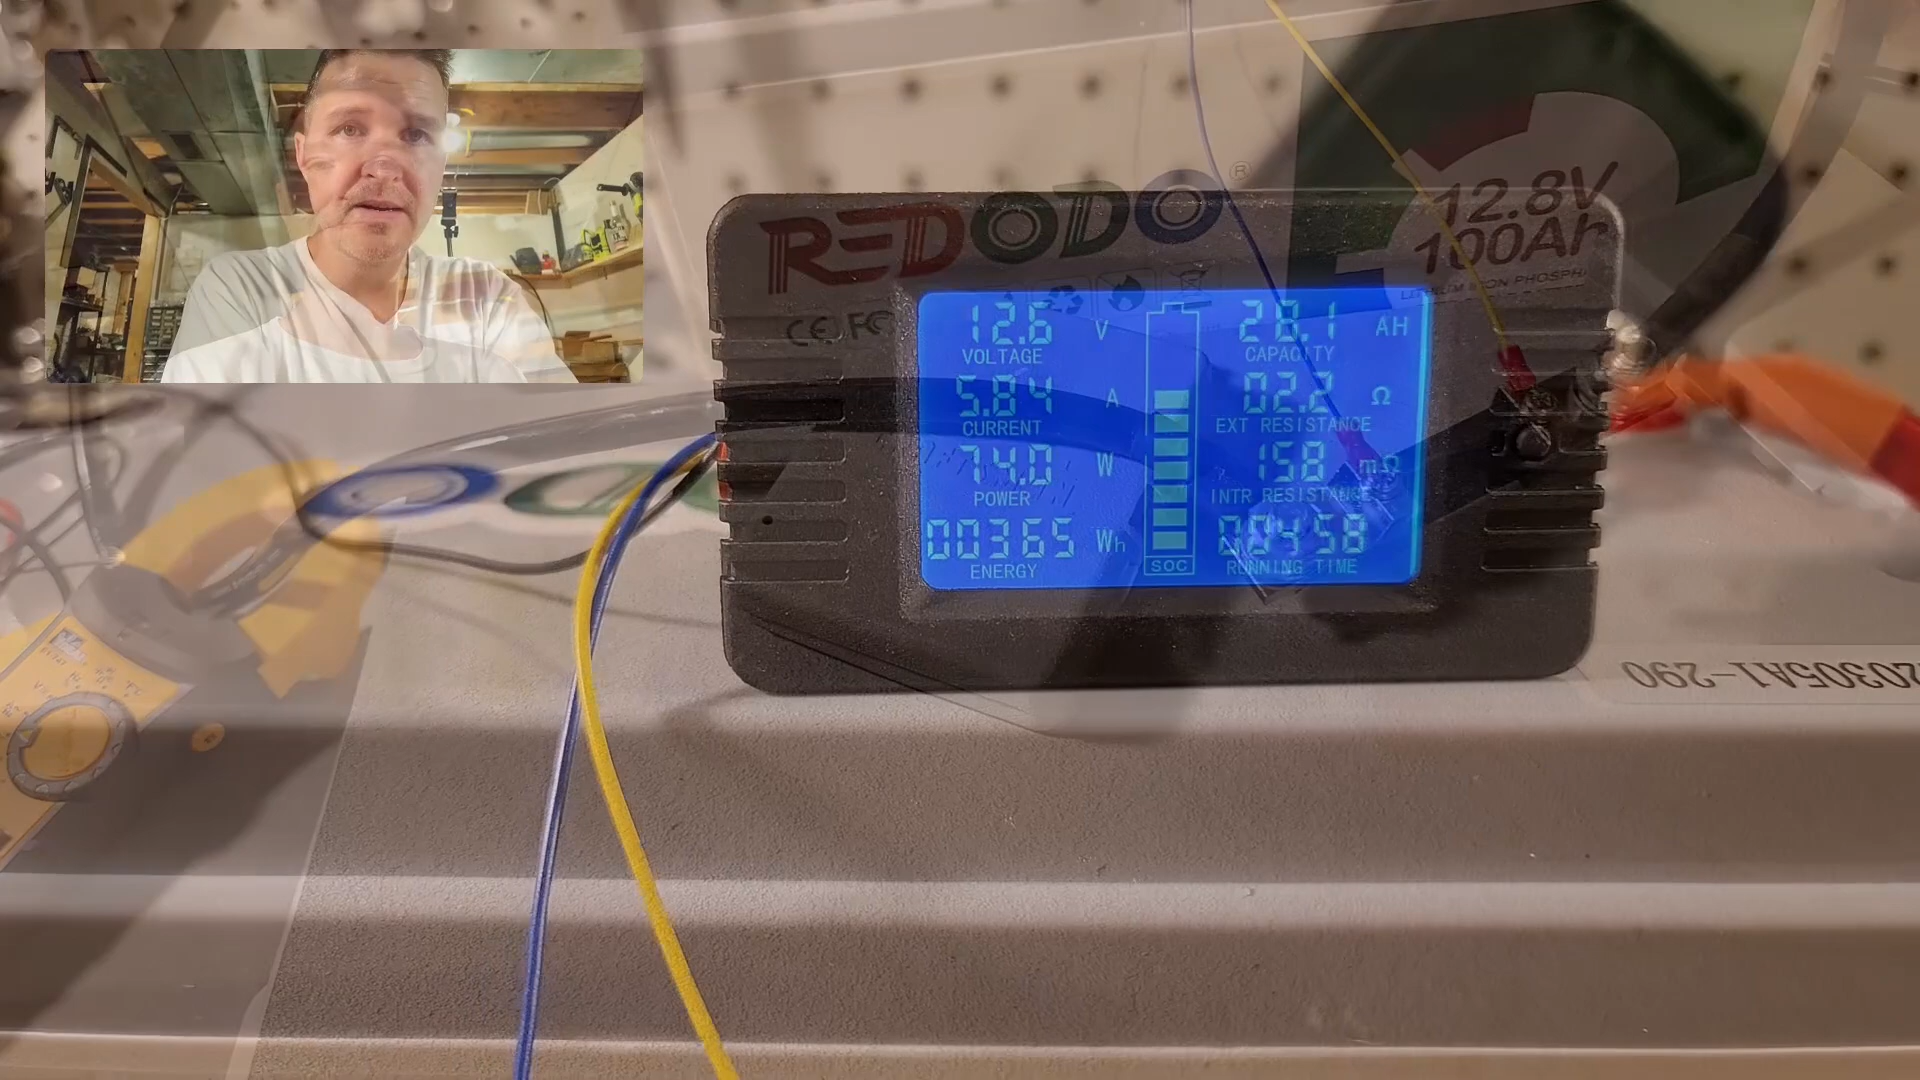 REDODO®
12.8V
100Ah
CE FC
12.6 V
VOLTAGE
28.1 AH
CAPACITY
5.84 A
CURRENT
02.2 Ω
EXT RESISTANCE
74.0 W
POWER
158 mΩ
INTR RESISTANCE
00365 Wh
ENERGY
SOC
00458
RUNNING TIME
20305A1-290